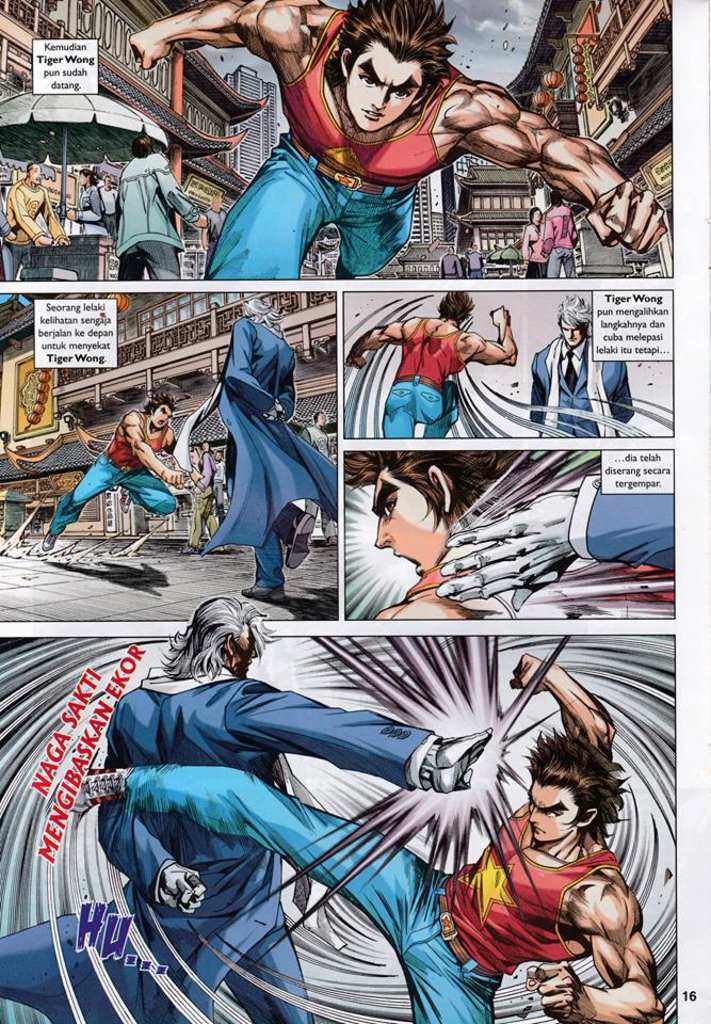 Kemudian
Tiger Wong
pun sudah
datang.
Seorang lelaki
kelihatan sengaja
berjalan ke depan
untuk menyekat
Tiger Wong.
Tiger Wong
pun mengalihkan
langkahnya dan
cuba melepasi
lelaki itu tetapi...
...dia telah
diserang secara
tergempar.
NAGA SAKTI
MENGIBASKAN EKOR
HU...
16